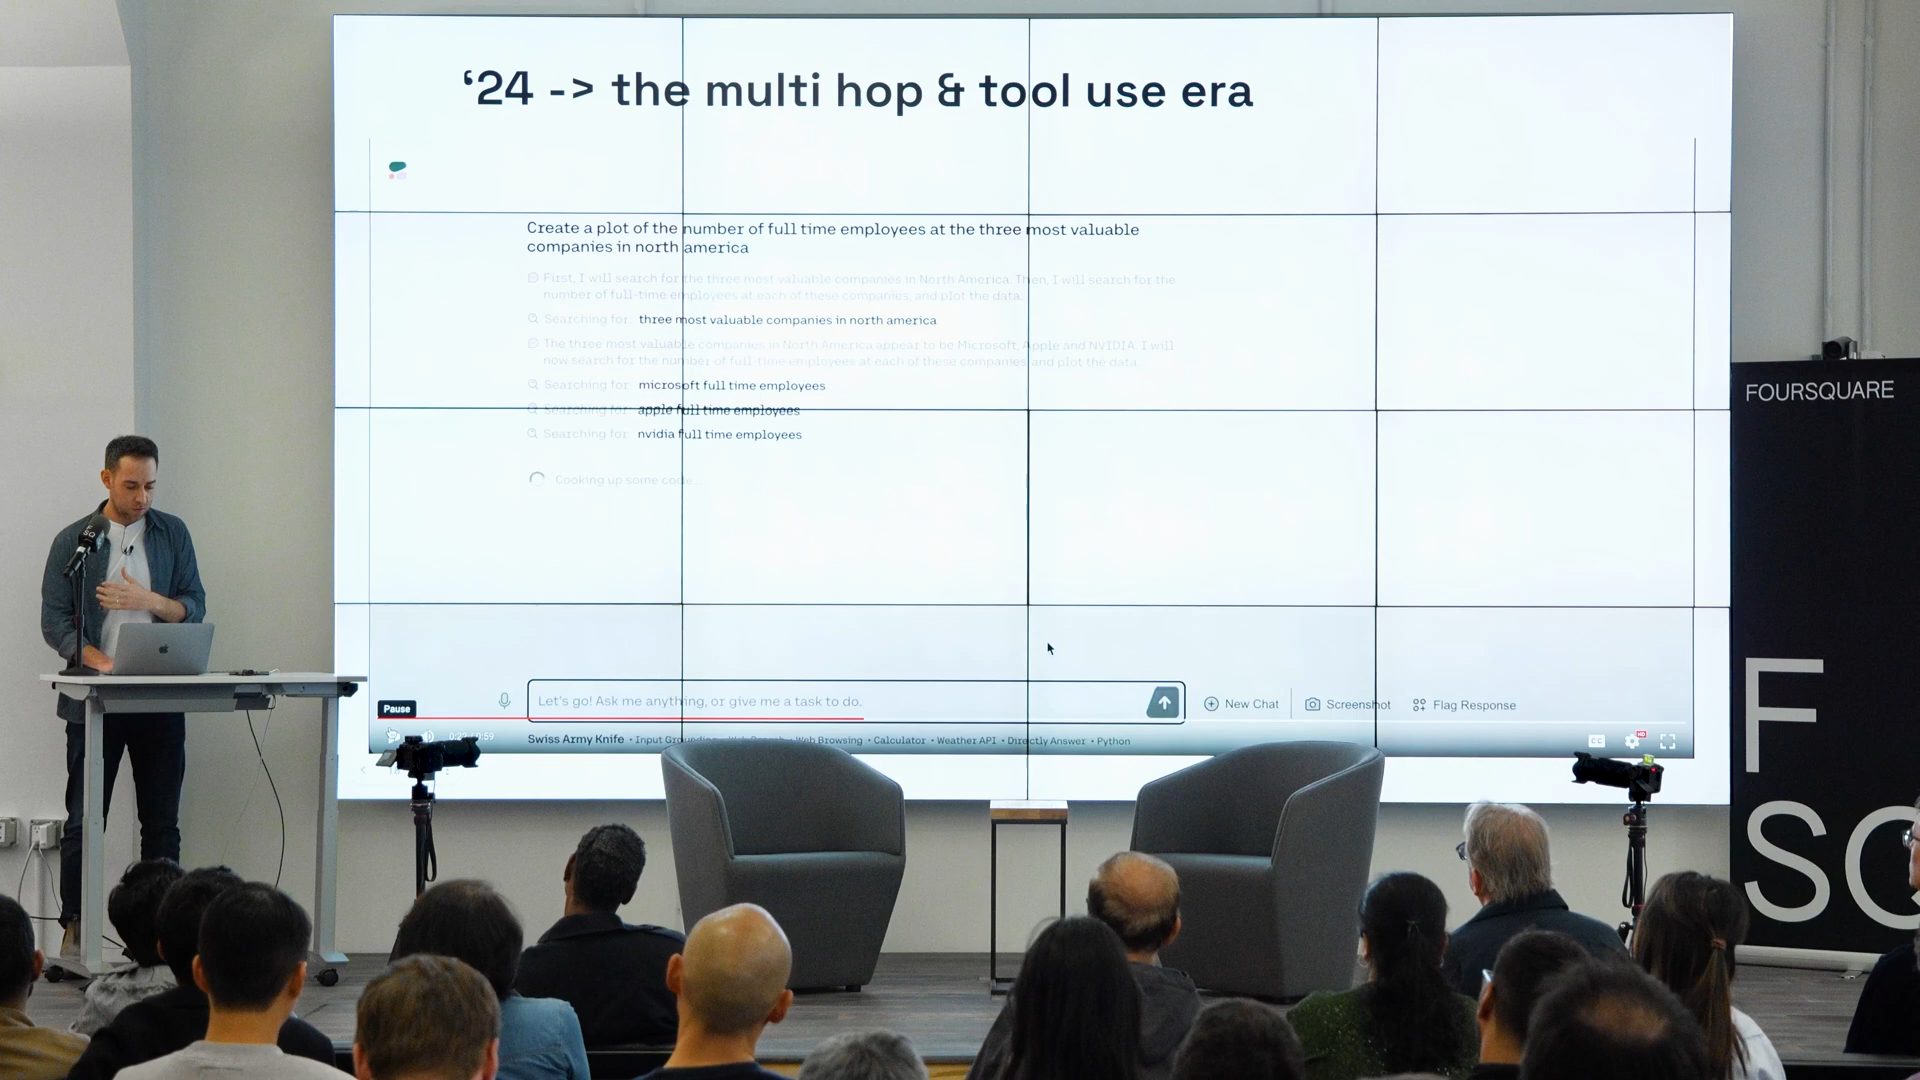 ‘24 -> the multi hop & tool use era
Create a plot of the number of full time employees at the three most valuable
companies in north america
First, I will search for the three most valuable companies in North America. Then, I will search for the
number of full-time employees at each of these companies, and plot the data.
Searching for: three most valuable companies in north america
The three most valuable companies in North America appear to be Microsoft, Apple and NVIDIA. I will
now search for the number of full-time employees at each of these companies and plot the data.
Searching for: microsoft full time employees
Searching for: apple full time employees
Searching for: nvidia full time employees
Cooking up some code...
Let's go! Ask me anything, or give me a task to do.
New Chat
Screenshot
Flag Response
Pause
Swiss Army Knife • Input Grounding • Web Browsing • Calculator • Weather API • Directly Answer • Python
CC
HD
FOURSQUARE
F
SQ
F
SQ